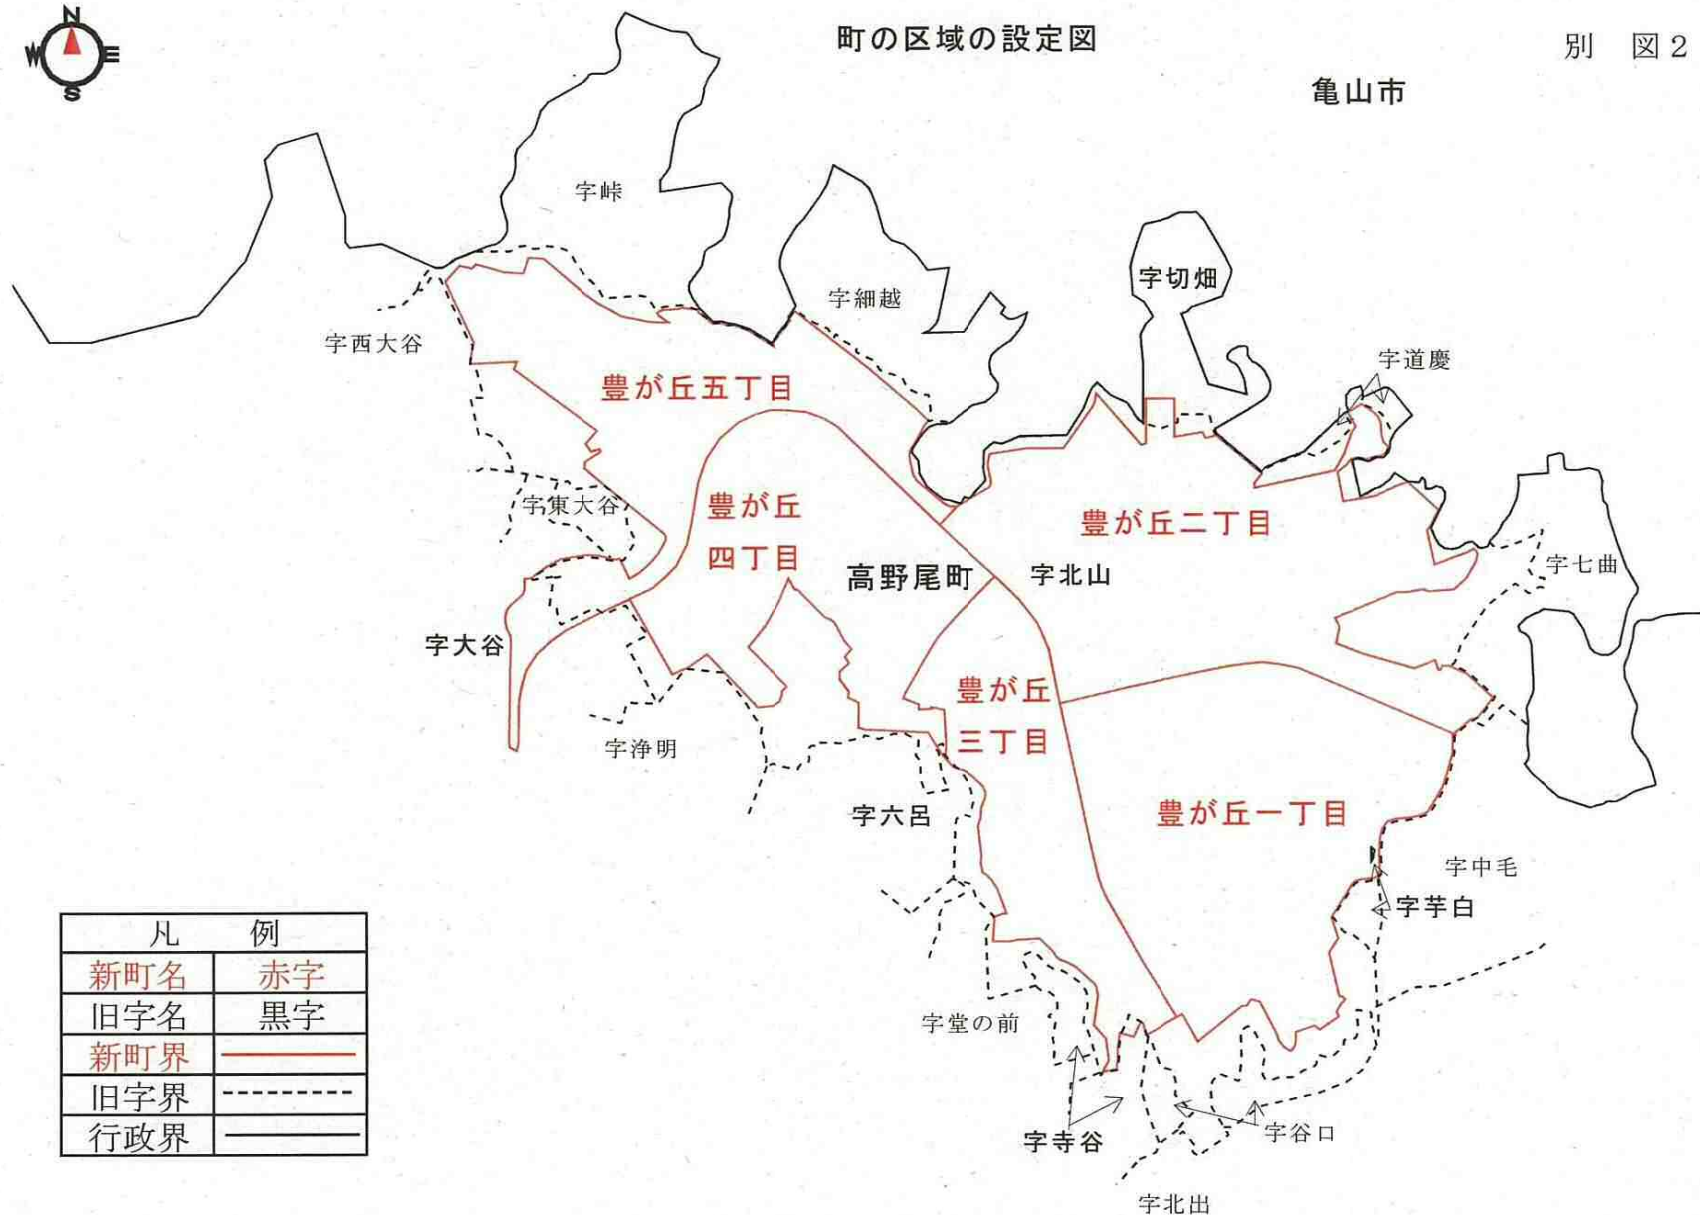 N
W E
S
町の区域の設定図
別 図2
亀山市
字峠
字切畑
字細越
字西大谷
字道慶
豊が丘五丁目
字東大谷
豊が丘
四丁目
豊が丘二丁目
高野尾町
字北山
字七曲
字大谷
豊が丘
三丁目
字浄明
字六呂
豊が丘一丁目
字中毛
字芋白
字堂の前
字寺谷
字谷口
字北出
凡 例
新町名 赤字
旧字名 黒字
新町界
旧字界
行政界